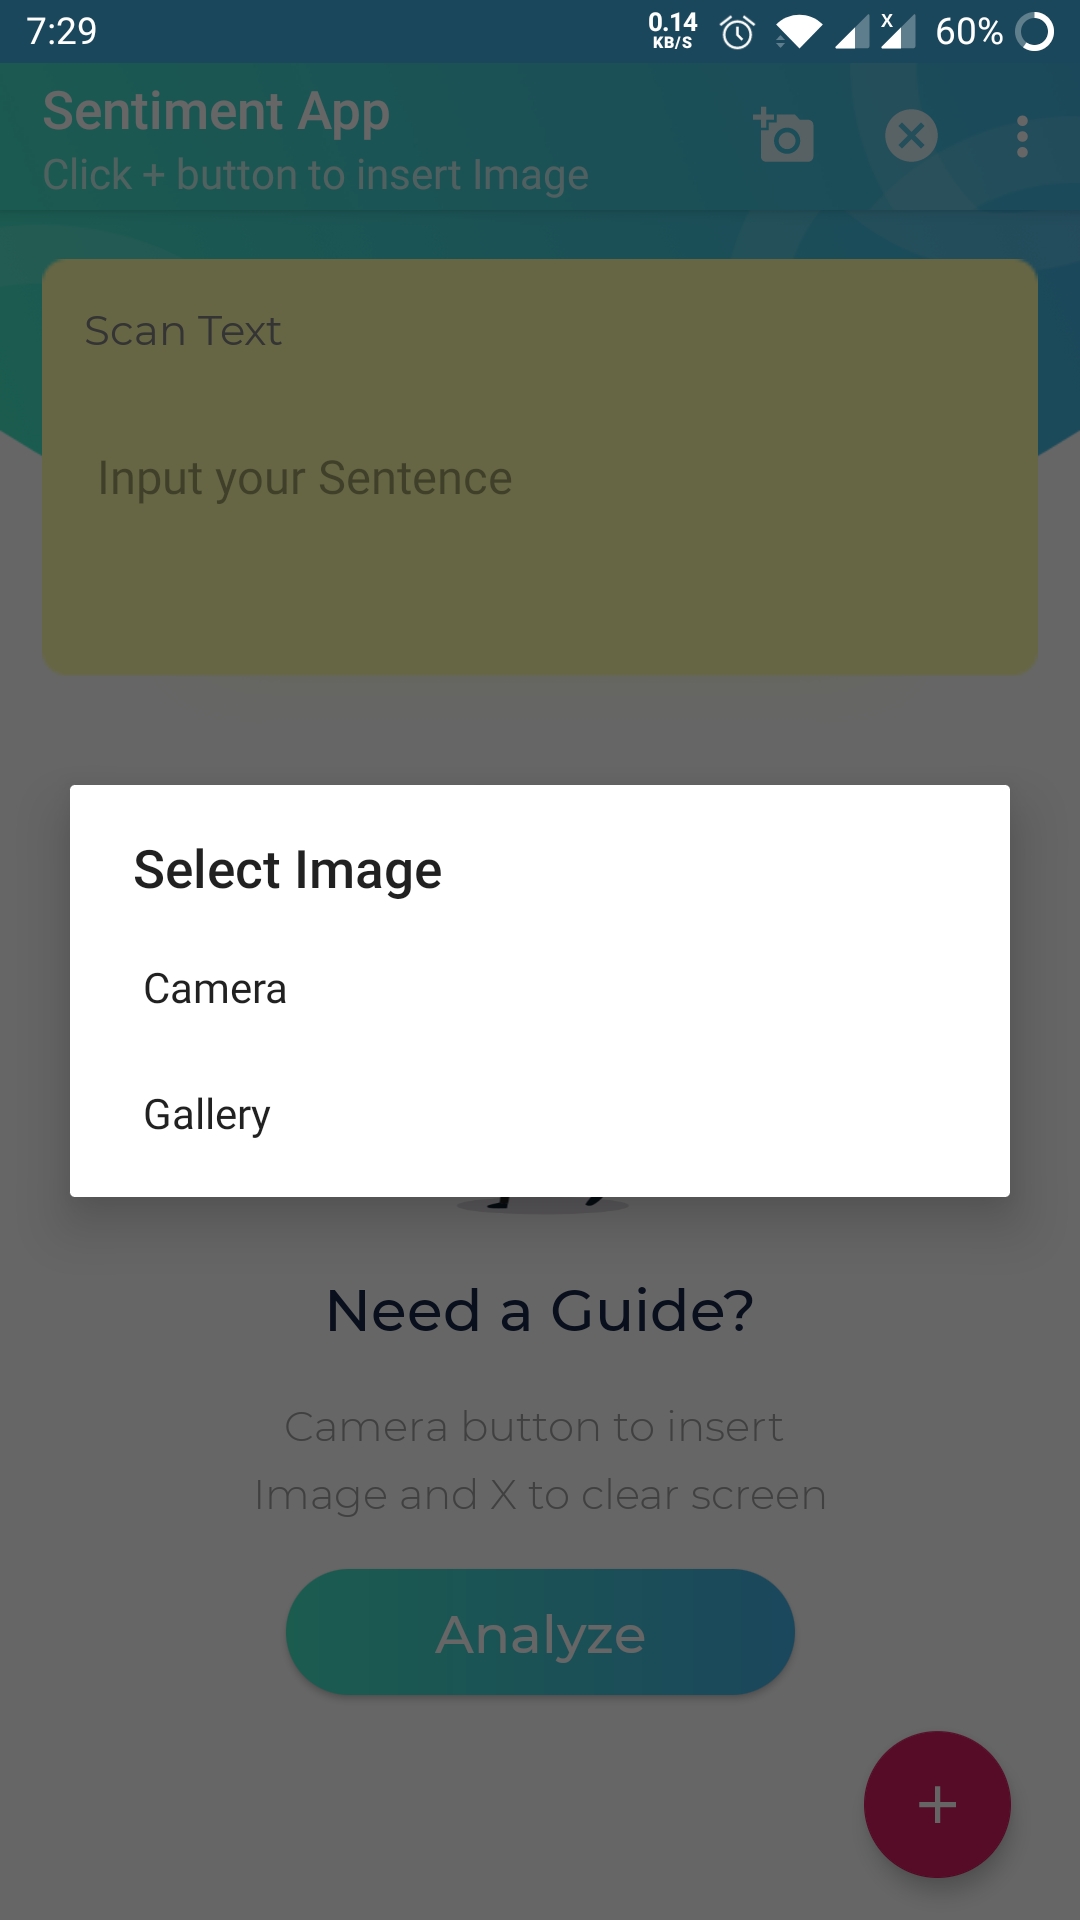 7:29
0.14
KB/S
X
60%
Sentiment App
Click + button to insert Image
Scan Text
Input your Sentence
Select Image
Camera
Gallery
Need a Guide?
Camera button to insert
Image and X to clear screen
Analyze
+